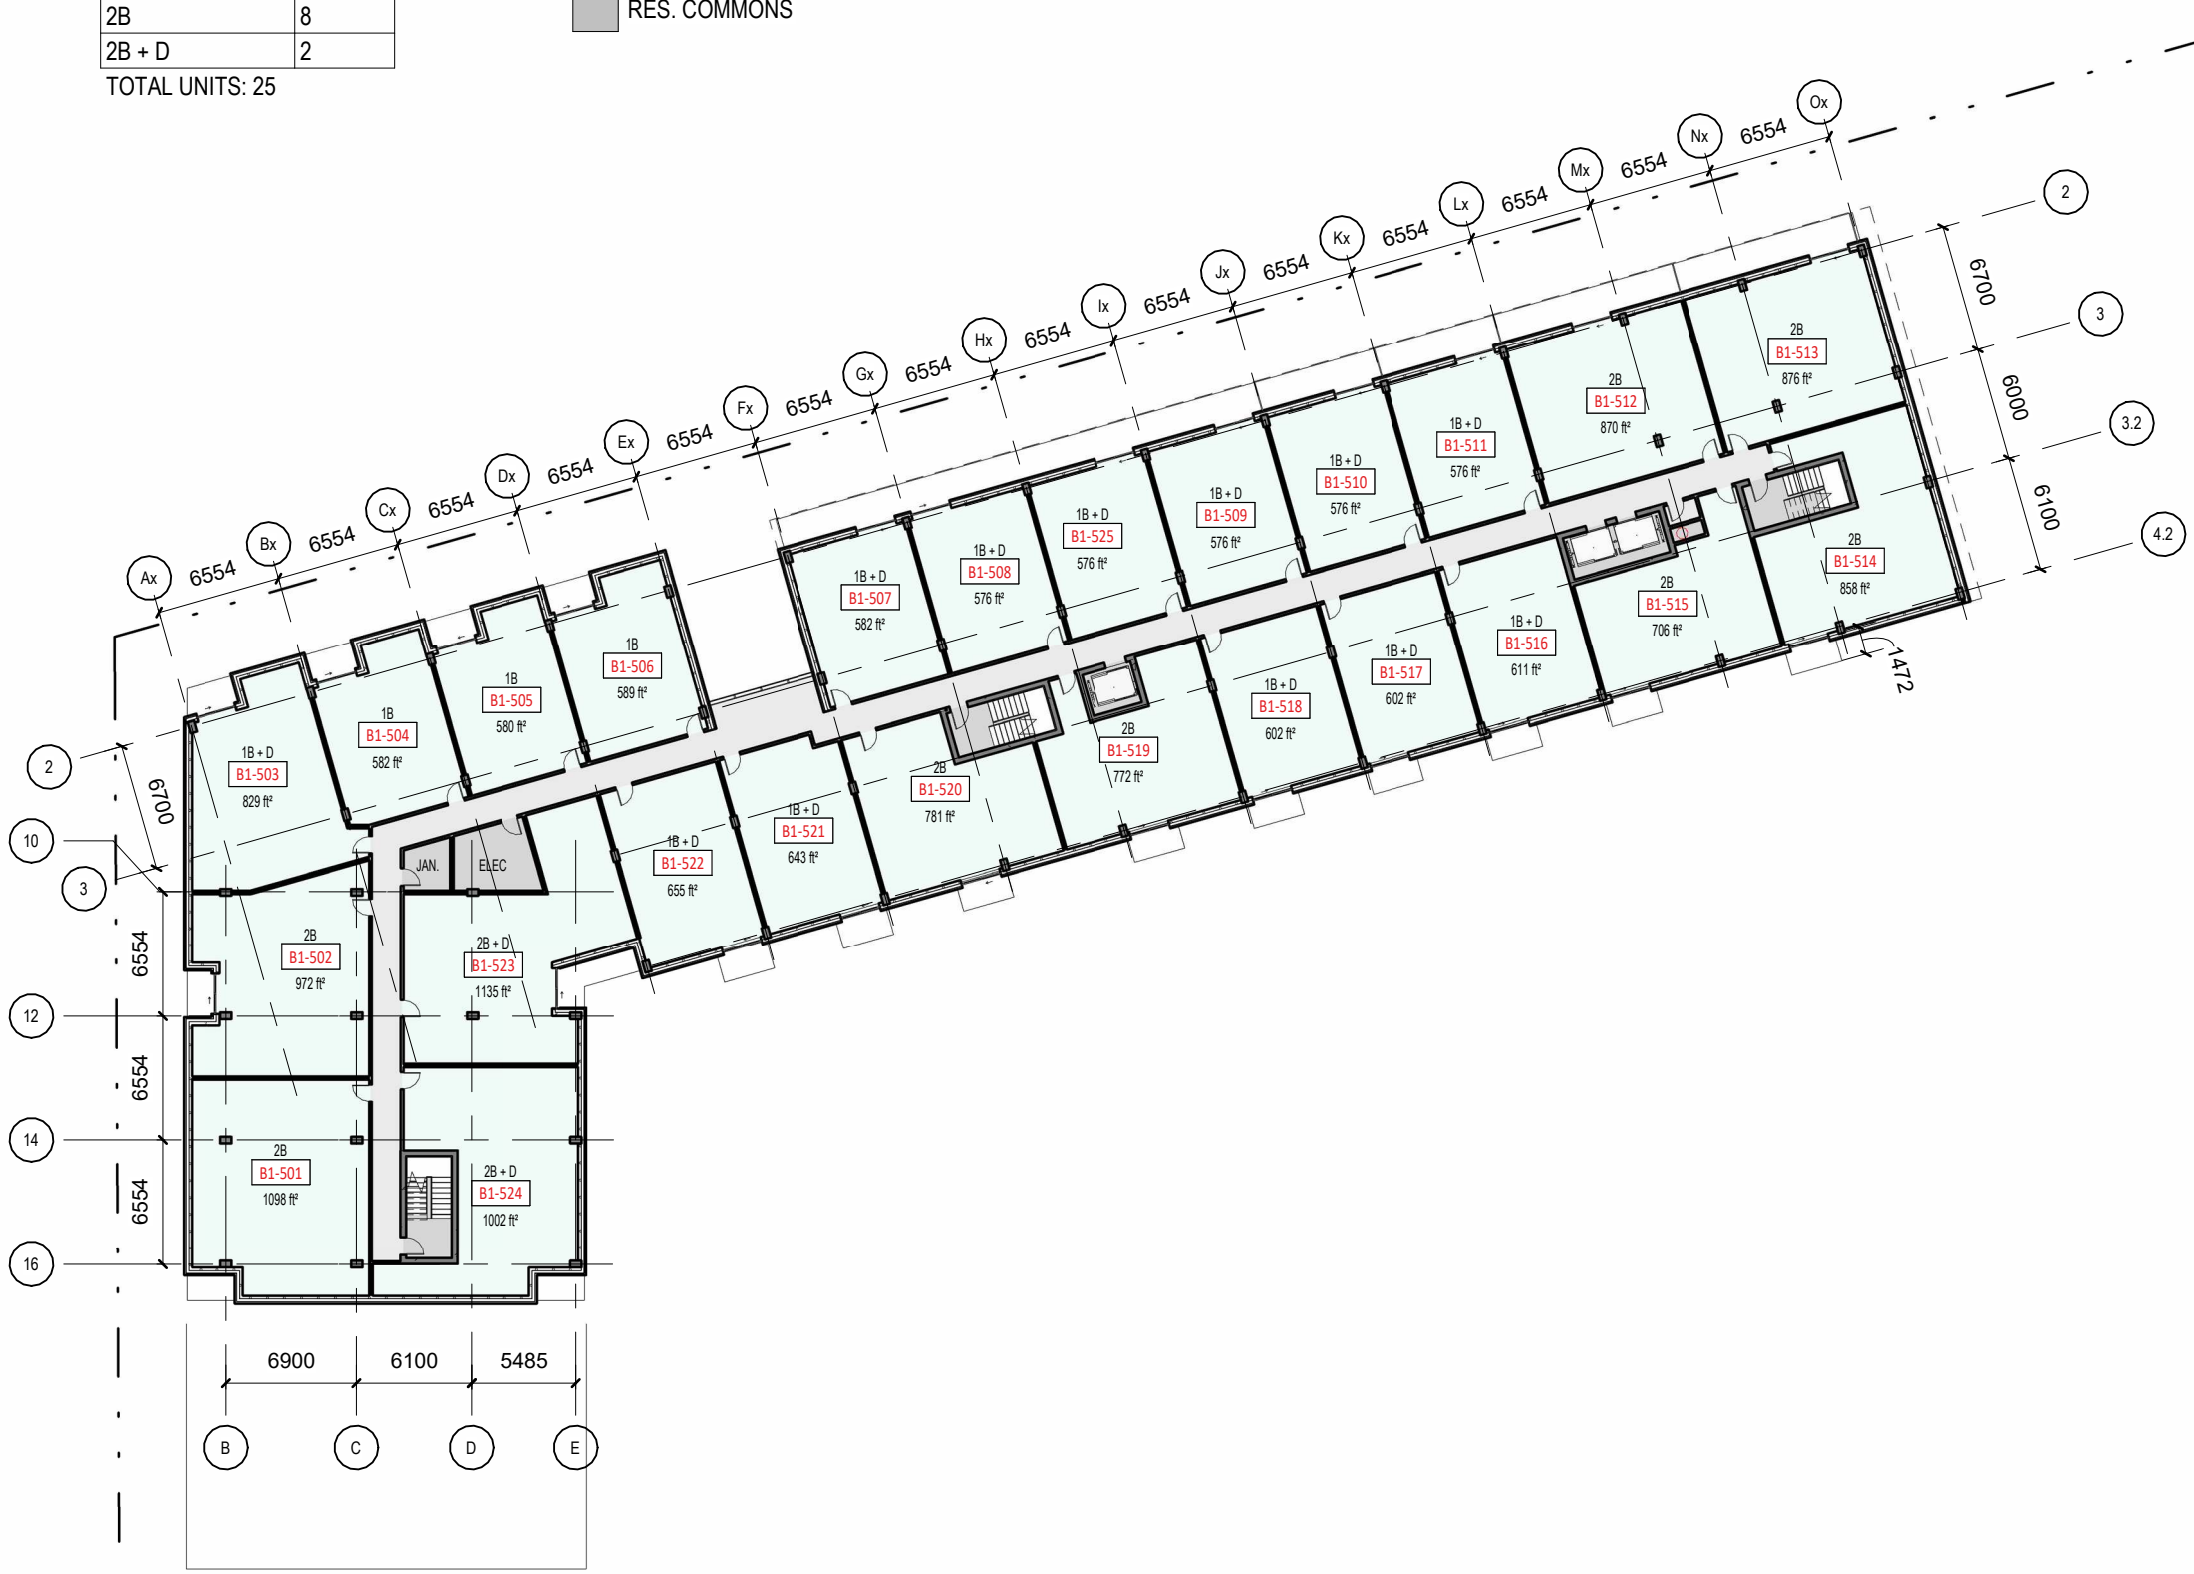 2B 8
2B + D 2
TOTAL UNITS: 25
RES. COMMONS
Ax
Bx
Cx
Dx
Ex
Fx
Gx
Hx
Ix
Jx
Kx
Lx
Mx
Nx
Ox
6554
6554
6554
6554
6554
6554
6554
6554
6554
6554
6554
6554
6554
6554
2
3
3.2
4.2
6700
6000
6100
1472
2
10
3
12
14
16
6700
6554
6554
6554
1B + D
B1-503
829 ft²
1B
B1-504
582 ft²
1B
B1-505
580 ft²
1B
B1-506
589 ft²
1B + D
B1-507
582 ft²
1B + D
B1-508
576 ft²
1B + D
B1-525
576 ft²
1B + D
B1-509
576 ft²
1B + D
B1-510
576 ft²
1B + D
B1-511
576 ft²
2B
B1-512
870 ft²
2B
B1-513
876 ft²
2B
B1-514
858 ft²
2B
B1-515
706 ft²
1B + D
B1-516
611 ft²
1B + D
B1-517
602 ft²
1B + D
B1-518
602 ft²
2B
B1-519
772 ft²
2B
B1-520
781 ft²
1B + D
B1-521
643 ft²
1B + D
B1-522
655 ft²
JAN.
ELEC
2B
B1-502
972 ft²
2B + D
B1-523
1135 ft²
2B
B1-501
1098 ft²
2B + D
B1-524
1002 ft²
6900
6100
5485
B
C
D
E